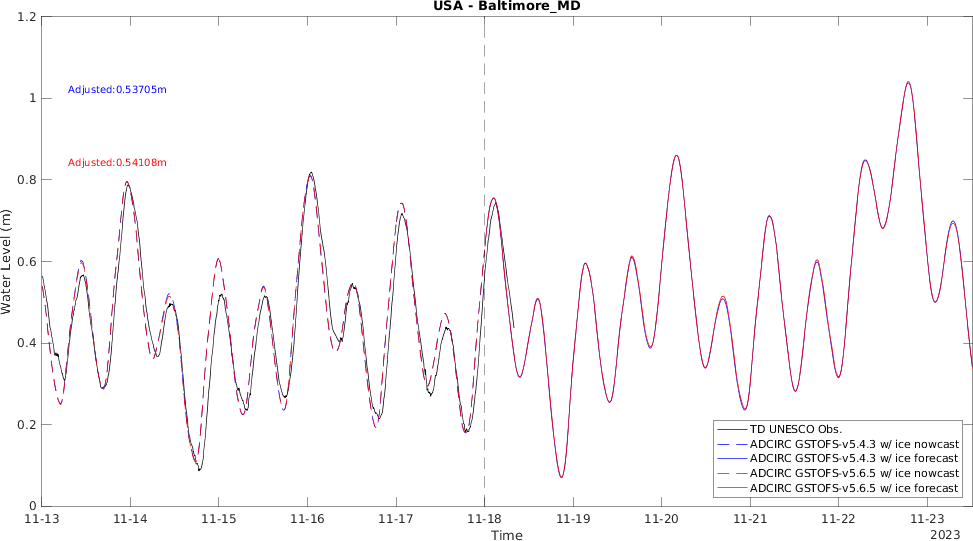 USA - Baltimore_MD
1.2
1
0.8
0.6
0.4
0.2
0
Water Level (m)
Adjusted:0.53705m
Adjusted:0.54108m
TD UNESCO Obs.
ADCIRC GSTOFS-v5.4.3 w/ ice nowcast
ADCIRC GSTOFS-v5.4.3 w/ ice forecast
ADCIRC GSTOFS-v5.6.5 w/ ice nowcast
ADCIRC GSTOFS-v5.6.5 w/ ice forecast
11-13 11-14 11-15 11-16 11-17 11-18 11-19 11-20 11-21 11-22 11-23
Time
2023